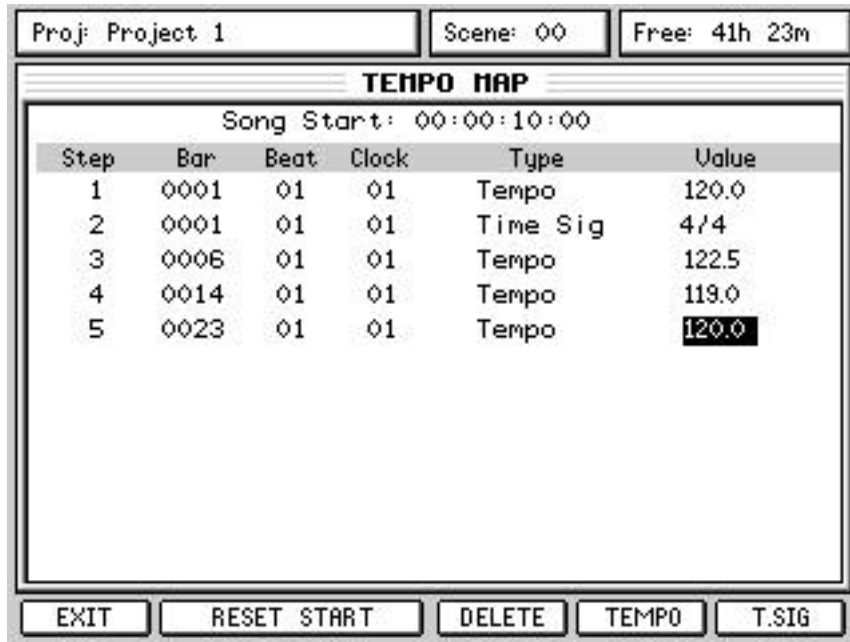 Proj: Project 1 Scene: 00 Free: 41h 23m
TEMPO MAP
Song Start: 00:00:10:00
Step Bar Beat Clock Type Value
1 0001 01 01 Tempo 120.0
2 0001 01 01 Time Sig 4/4
3 0006 01 01 Tempo 122.5
4 0014 01 01 Tempo 119.0
5 0023 01 01 Tempo 120.0
EXIT RESET START DELETE TEMPO T.SIG